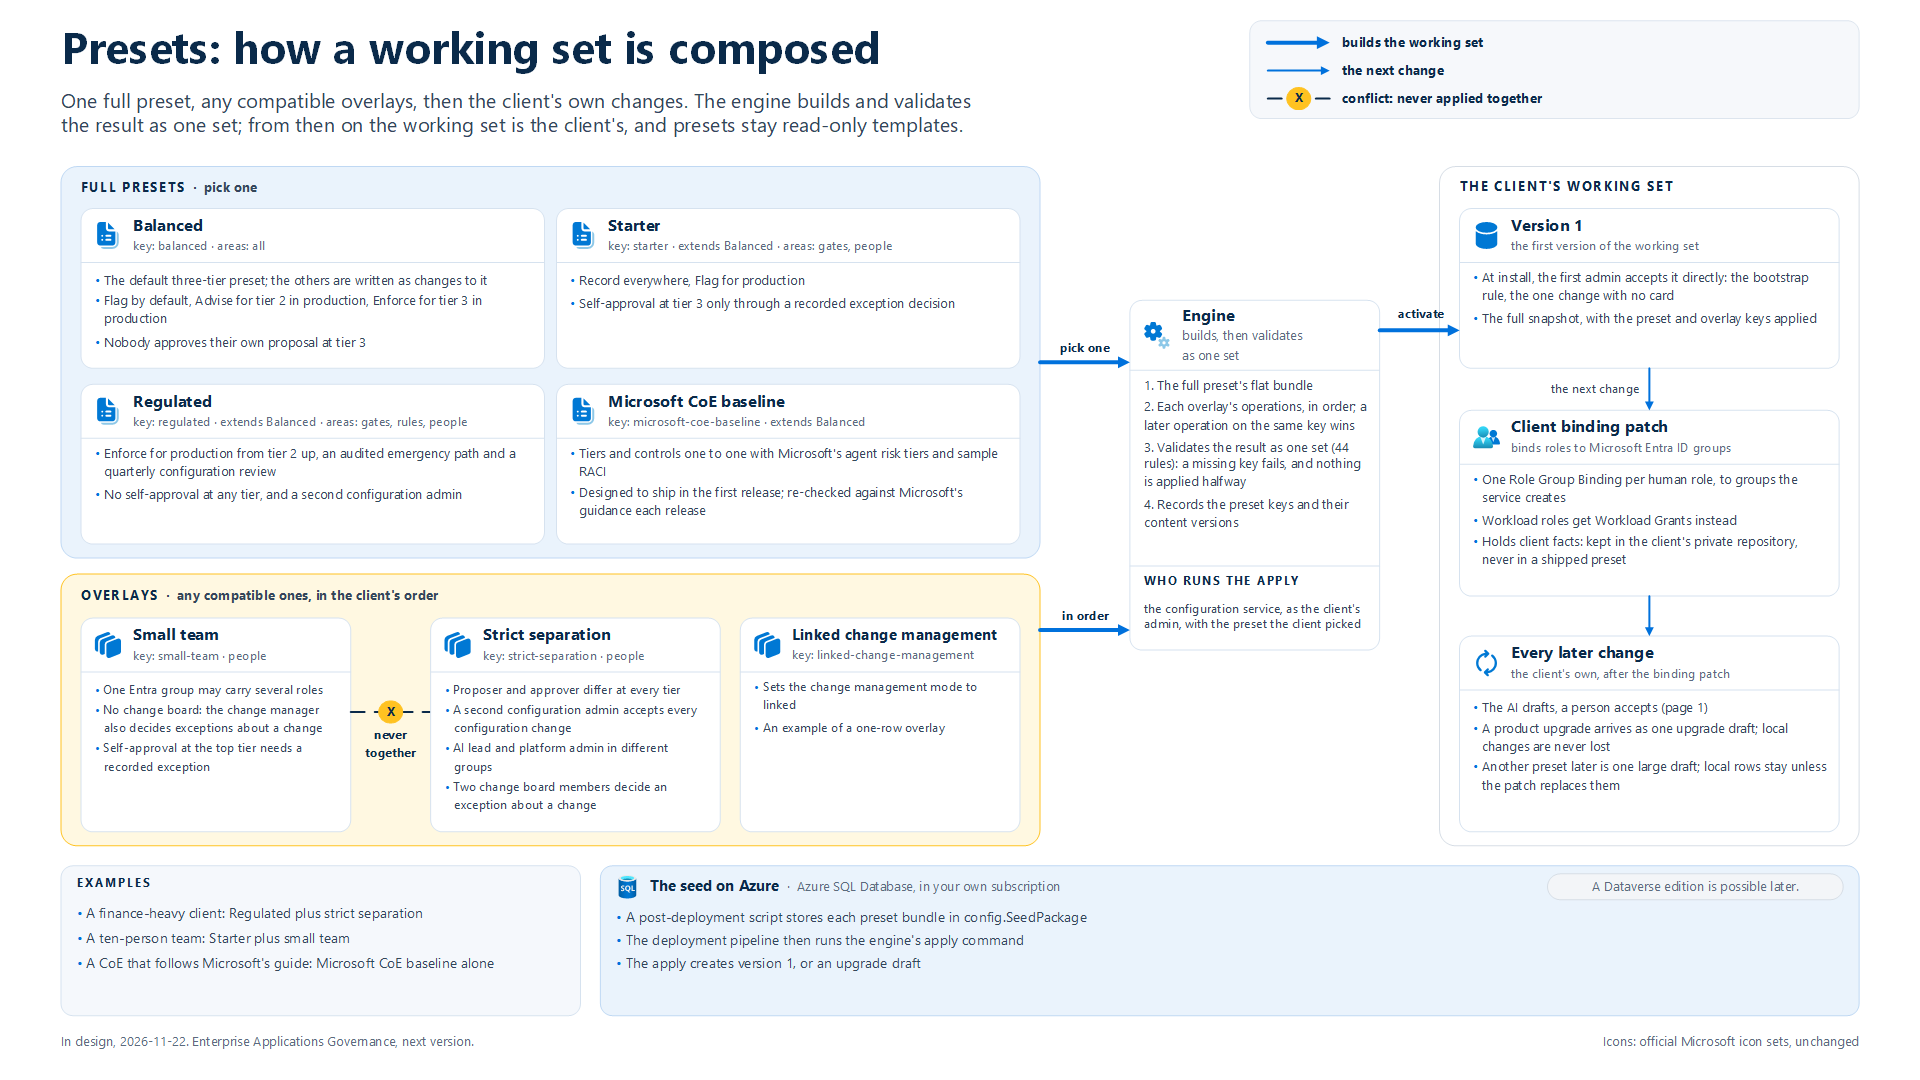 Presets: how a working set is composed
One full preset, any compatible overlays, then the client's own changes. The engine builds and validates
the result as one set; from then on the working set is the client's, and presets stay read-only templates.
builds the working set
the next change
X conflict: never applied together
FULL PRESETS · pick one
Balanced
key: balanced · areas: all
• The default three-tier preset; the others are written as changes to it
• Flag by default, Advise for tier 2 in production, Enforce for tier 3 in
production
• Nobody approves their own proposal at tier 3
Starter
key: starter · extends Balanced · areas: gates, people
• Record everywhere, Flag for production
• Self-approval at tier 3 only through a recorded exception decision
Regulated
key: regulated · extends Balanced · areas: gates, rules, people
• Enforce for production from tier 2 up, an audited emergency path and a
quarterly configuration review
• No self-approval at any tier, and a second configuration admin
Microsoft CoE baseline
key: microsoft-coe-baseline · extends Balanced
• Tiers and controls one to one with Microsoft's agent risk tiers and sample
RACI
• Designed to ship in the first release; re-checked against Microsoft's
guidance each release
OVERLAYS · any compatible ones, in the client's order
Small team
key: small-team · people
• One Entra group may carry several roles
• No change board: the change manager
also decides exceptions about a change
• Self-approval at the top tier needs a
recorded exception
X
never
together
Strict separation
key: strict-separation · people
• Proposer and approver differ at every tier
• A second configuration admin accepts every
configuration change
• AI lead and platform admin in different
groups
• Two change board members decide an
exception about a change
Linked change management
key: linked-change-management
• Sets the change management mode to
linked
• An example of a one-row overlay
pick one
in order
Engine
builds, then validates
as one set
1. The full preset's flat bundle
2. Each overlay's operations, in order; a
later operation on the same key wins
3. Validates the result as one set (44
rules): a missing key fails, and nothing
is applied halfway
4. Records the preset keys and their
content versions
WHO RUNS THE APPLY
the configuration service, as the client's
admin, with the preset the client picked
activate
THE CLIENT'S WORKING SET
Version 1
the first version of the working set
• At install, the first admin accepts it directly: the bootstrap
rule, the one change with no card
• The full snapshot, with the preset and overlay keys applied
the next change
Client binding patch
binds roles to Microsoft Entra ID groups
• One Role Group Binding per human role, to groups the
service creates
• Workload roles get Workload Grants instead
• Holds client facts: kept in the client's private repository,
never in a shipped preset
Every later change
the client's own, after the binding patch
• The AI drafts, a person accepts (page 1)
• A product upgrade arrives as one upgrade draft; local
changes are never lost
• Another preset later is one large draft; local rows stay unless
the patch replaces them
EXAMPLES
• A finance-heavy client: Regulated plus strict separation
• A ten-person team: Starter plus small team
• A CoE that follows Microsoft's guide: Microsoft CoE baseline alone
SQL
The seed on Azure · Azure SQL Database, in your own subscription
A Dataverse edition is possible later.
• A post-deployment script stores each preset bundle in config.SeedPackage
• The deployment pipeline then runs the engine's apply command
• The apply creates version 1, or an upgrade draft
In design, 2026-11-22. Enterprise Applications Governance, next version.
Icons: official Microsoft icon sets, unchanged